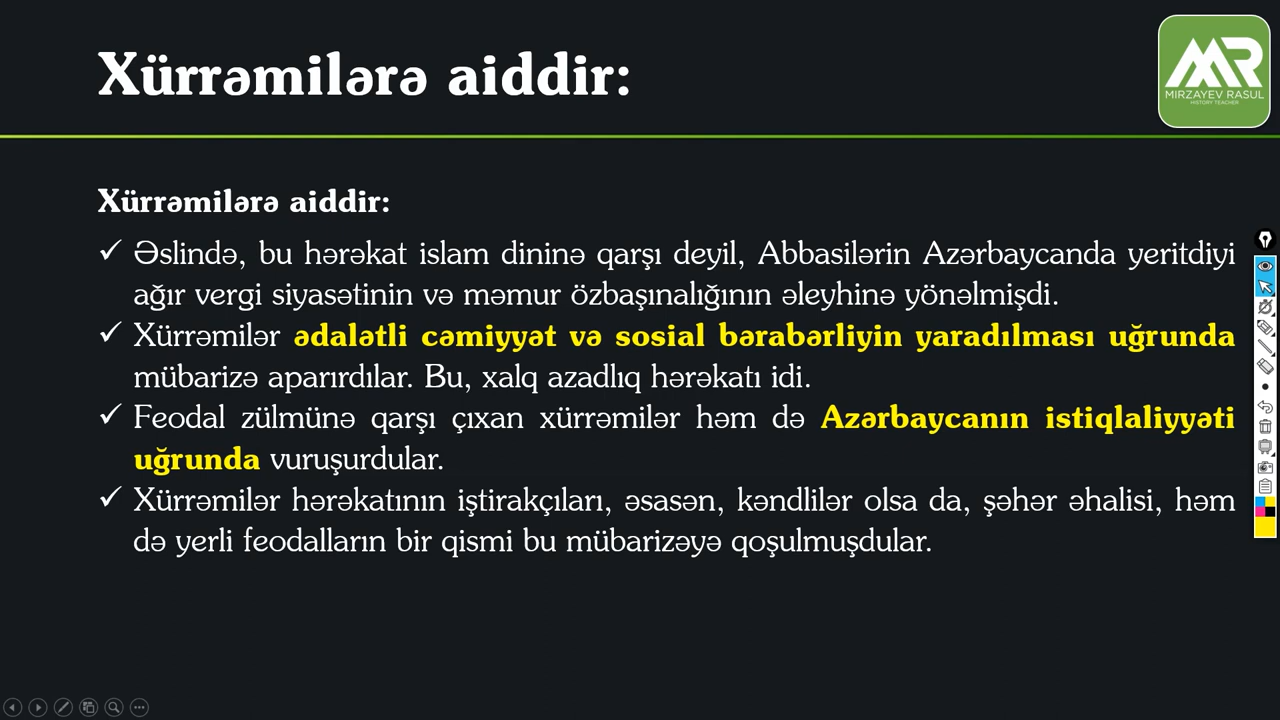 Xürrəmilərə aiddir:
MIRZAYEV RASUL
HISTORY TEACHER
Xürrəmilərə aiddir:
✓ Əslində, bu hərəkat islam dininə qarşı deyil, Abbasilərin Azərbaycanda yeritdiyi
ağır vergi siyasətinin və məmur özbaşınalığının əleyhinə yönəlmişdi.
✓ Xürrəmilər ədalətli cəmiyyət və sosial bərabərliyin yaradılması uğrunda
mübarizə aparırdılar. Bu, xalq azadlıq hərəkatı idi.
✓ Feodal zülmünə qarşı çıxan xürrəmilər həm də Azərbaycanın istiqlaliyyəti
uğrunda vuruşurdular.
✓ Xürrəmilər hərəkatının iştirakçıları, əsasən, kəndlilər olsa da, şəhər əhalisi, həm
də yerli feodalların bir qismi bu mübarizəyə qoşulmuşdular.